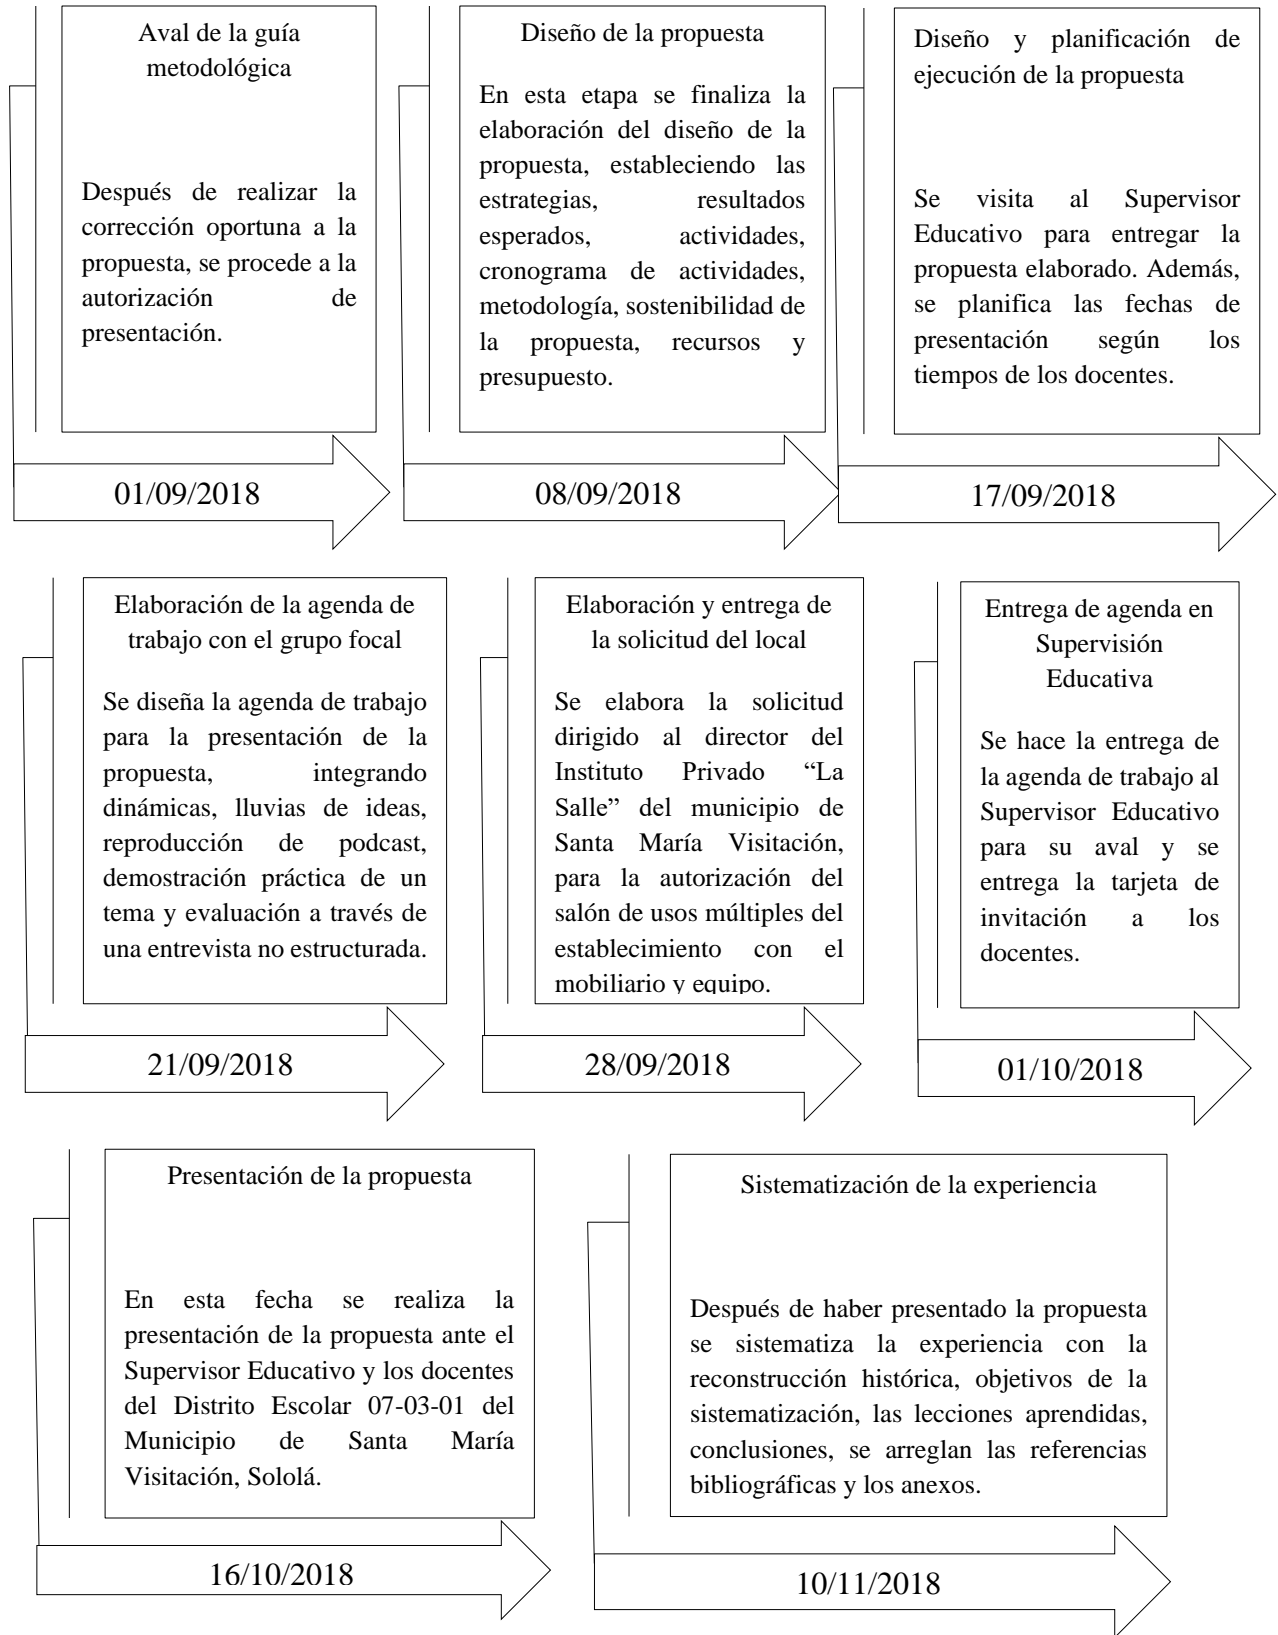 Aval de la guía
metodológica
Después de realizar la
corrección oportuna a la
propuesta, se procede a la
autorización de
presentación.
01/09/2018
Diseño de la propuesta
En esta etapa se finaliza la
elaboración del diseño de la
propuesta, estableciendo las
estrategias, resultados
esperados, actividades,
cronograma de actividades,
metodología, sostenibilidad de
la propuesta, recursos y
presupuesto.
08/09/2018
Diseño y planificación de
ejecución de la propuesta
Se visita al Supervisor
Educativo para entregar la
propuesta elaborado. Además,
se planifica las fechas de
presentación según los
tiempos de los docentes.
17/09/2018
Elaboración de la agenda de
trabajo con el grupo focal
Se diseña la agenda de trabajo
para la presentación de la
propuesta, integrando
dinámicas, lluvias de ideas,
reproducción de podcast,
demostración práctica de un
tema y evaluación a través de
una entrevista no estructurada.
21/09/2018
Elaboración y entrega de
la solicitud del local
Se elabora la solicitud
dirigido al director del
Instituto Privado “La
Salle” del municipio de
Santa María Visitación,
para la autorización del
salón de usos múltiples del
establecimiento con el
mobiliario y equipo.
28/09/2018
Entrega de agenda en
Supervisión
Educativa
Se hace la entrega de
la agenda de trabajo al
Supervisor Educativo
para su aval y se
entrega la tarjeta de
invitación a los
docentes.
01/10/2018
Presentación de la propuesta
En esta fecha se realiza la
presentación de la propuesta ante el
Supervisor Educativo y los docentes
del Distrito Escolar 07-03-01 del
Municipio de Santa María
Visitación, Sololá.
16/10/2018
Sistematización de la experiencia
Después de haber presentado la propuesta
se sistematiza la experiencia con la
reconstrucción histórica, objetivos de la
sistematización, las lecciones aprendidas,
conclusiones, se arreglan las referencias
bibliográficas y los anexos.
10/11/2018